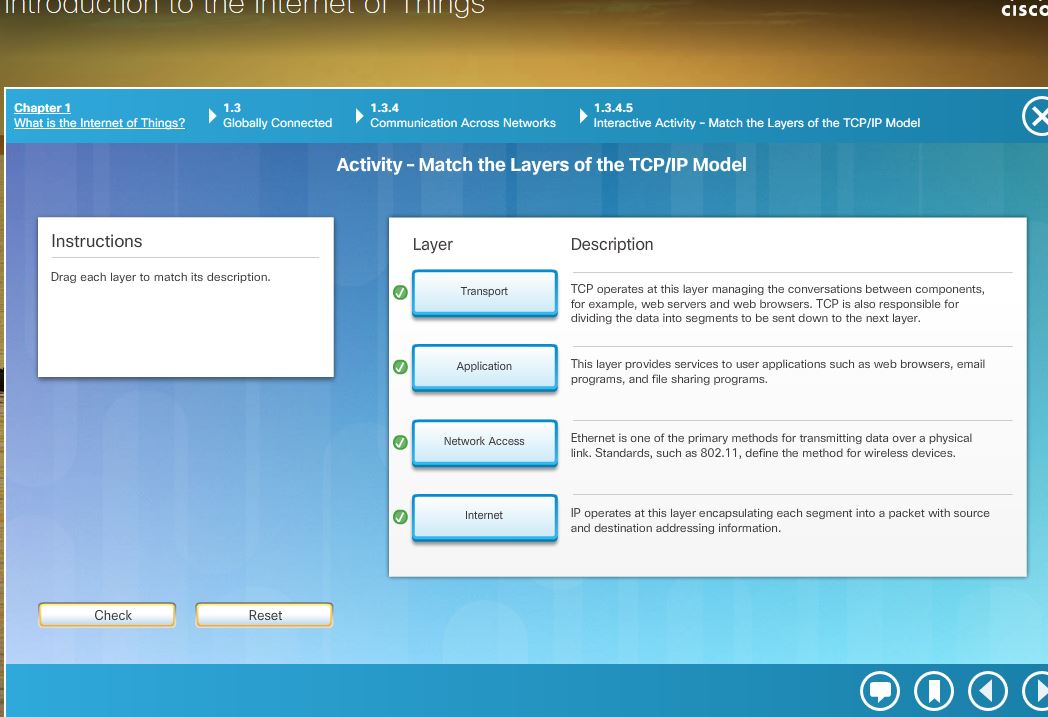 Introduction to the Internet of Things
cisco
Chapter 1
What is the Internet of Things?
1.3
Globally Connected
1.3.4
Communication Across Networks
1.3.4.5
Interactive Activity – Match the Layers of the TCP/IP Model
Activity – Match the Layers of the TCP/IP Model
Instructions
Drag each layer to match its description.
Layer
Description
Transport
TCP operates at this layer managing the conversations between components,
for example, web servers and web browsers. TCP is also responsible for
dividing the data into segments to be sent down to the next layer.
Application
This layer provides services to user applications such as web browsers, email
programs, and file sharing programs.
Network Access
Ethernet is one of the primary methods for transmitting data over a physical
link. Standards, such as 802.11, define the method for wireless devices.
Internet
IP operates at this layer encapsulating each segment into a packet with source
and destination addressing information.
Check
Reset